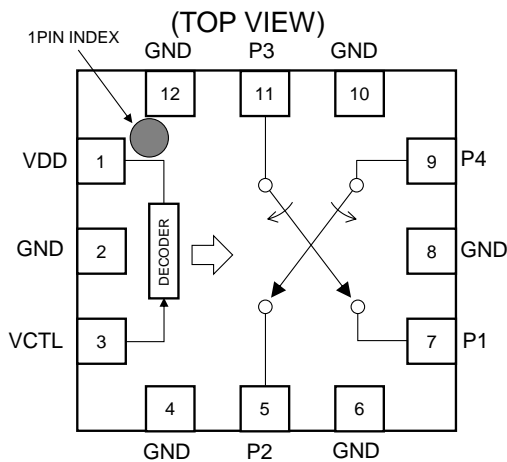 (TOP VIEW)
1PIN INDEX
GND P3 GND
12 11 10
VDD 1 9 P4
GND 2 DECODER 8 GND
VCTL 3 7 P1
4 5 6
GND P2 GND